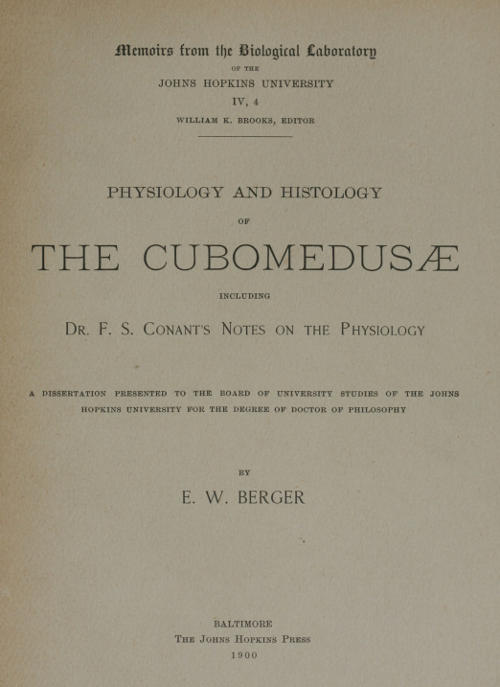 Memoirs from the Biological Laboratory
OF THE
JOHNS HOPKINS UNIVERSITY
IV, 4
WILLIAM K. BROOKS, EDITOR
PHYSIOLOGY AND HISTOLOGY
OF
THE CUBOMEDUSÆ
INCLUDING
DR. F. S. CONANT'S NOTES ON THE PHYSIOLOGY
A DISSERTATION PRESENTED TO THE BOARD OF UNIVERSITY STUDIES OF THE JOHNS
HOPKINS UNIVERSITY FOR THE DEGREE OF DOCTOR OF PHILOSOPHY
BY
E. W. BERGER
BALTIMORE
THE JOHNS HOPKINS PRESS
1900